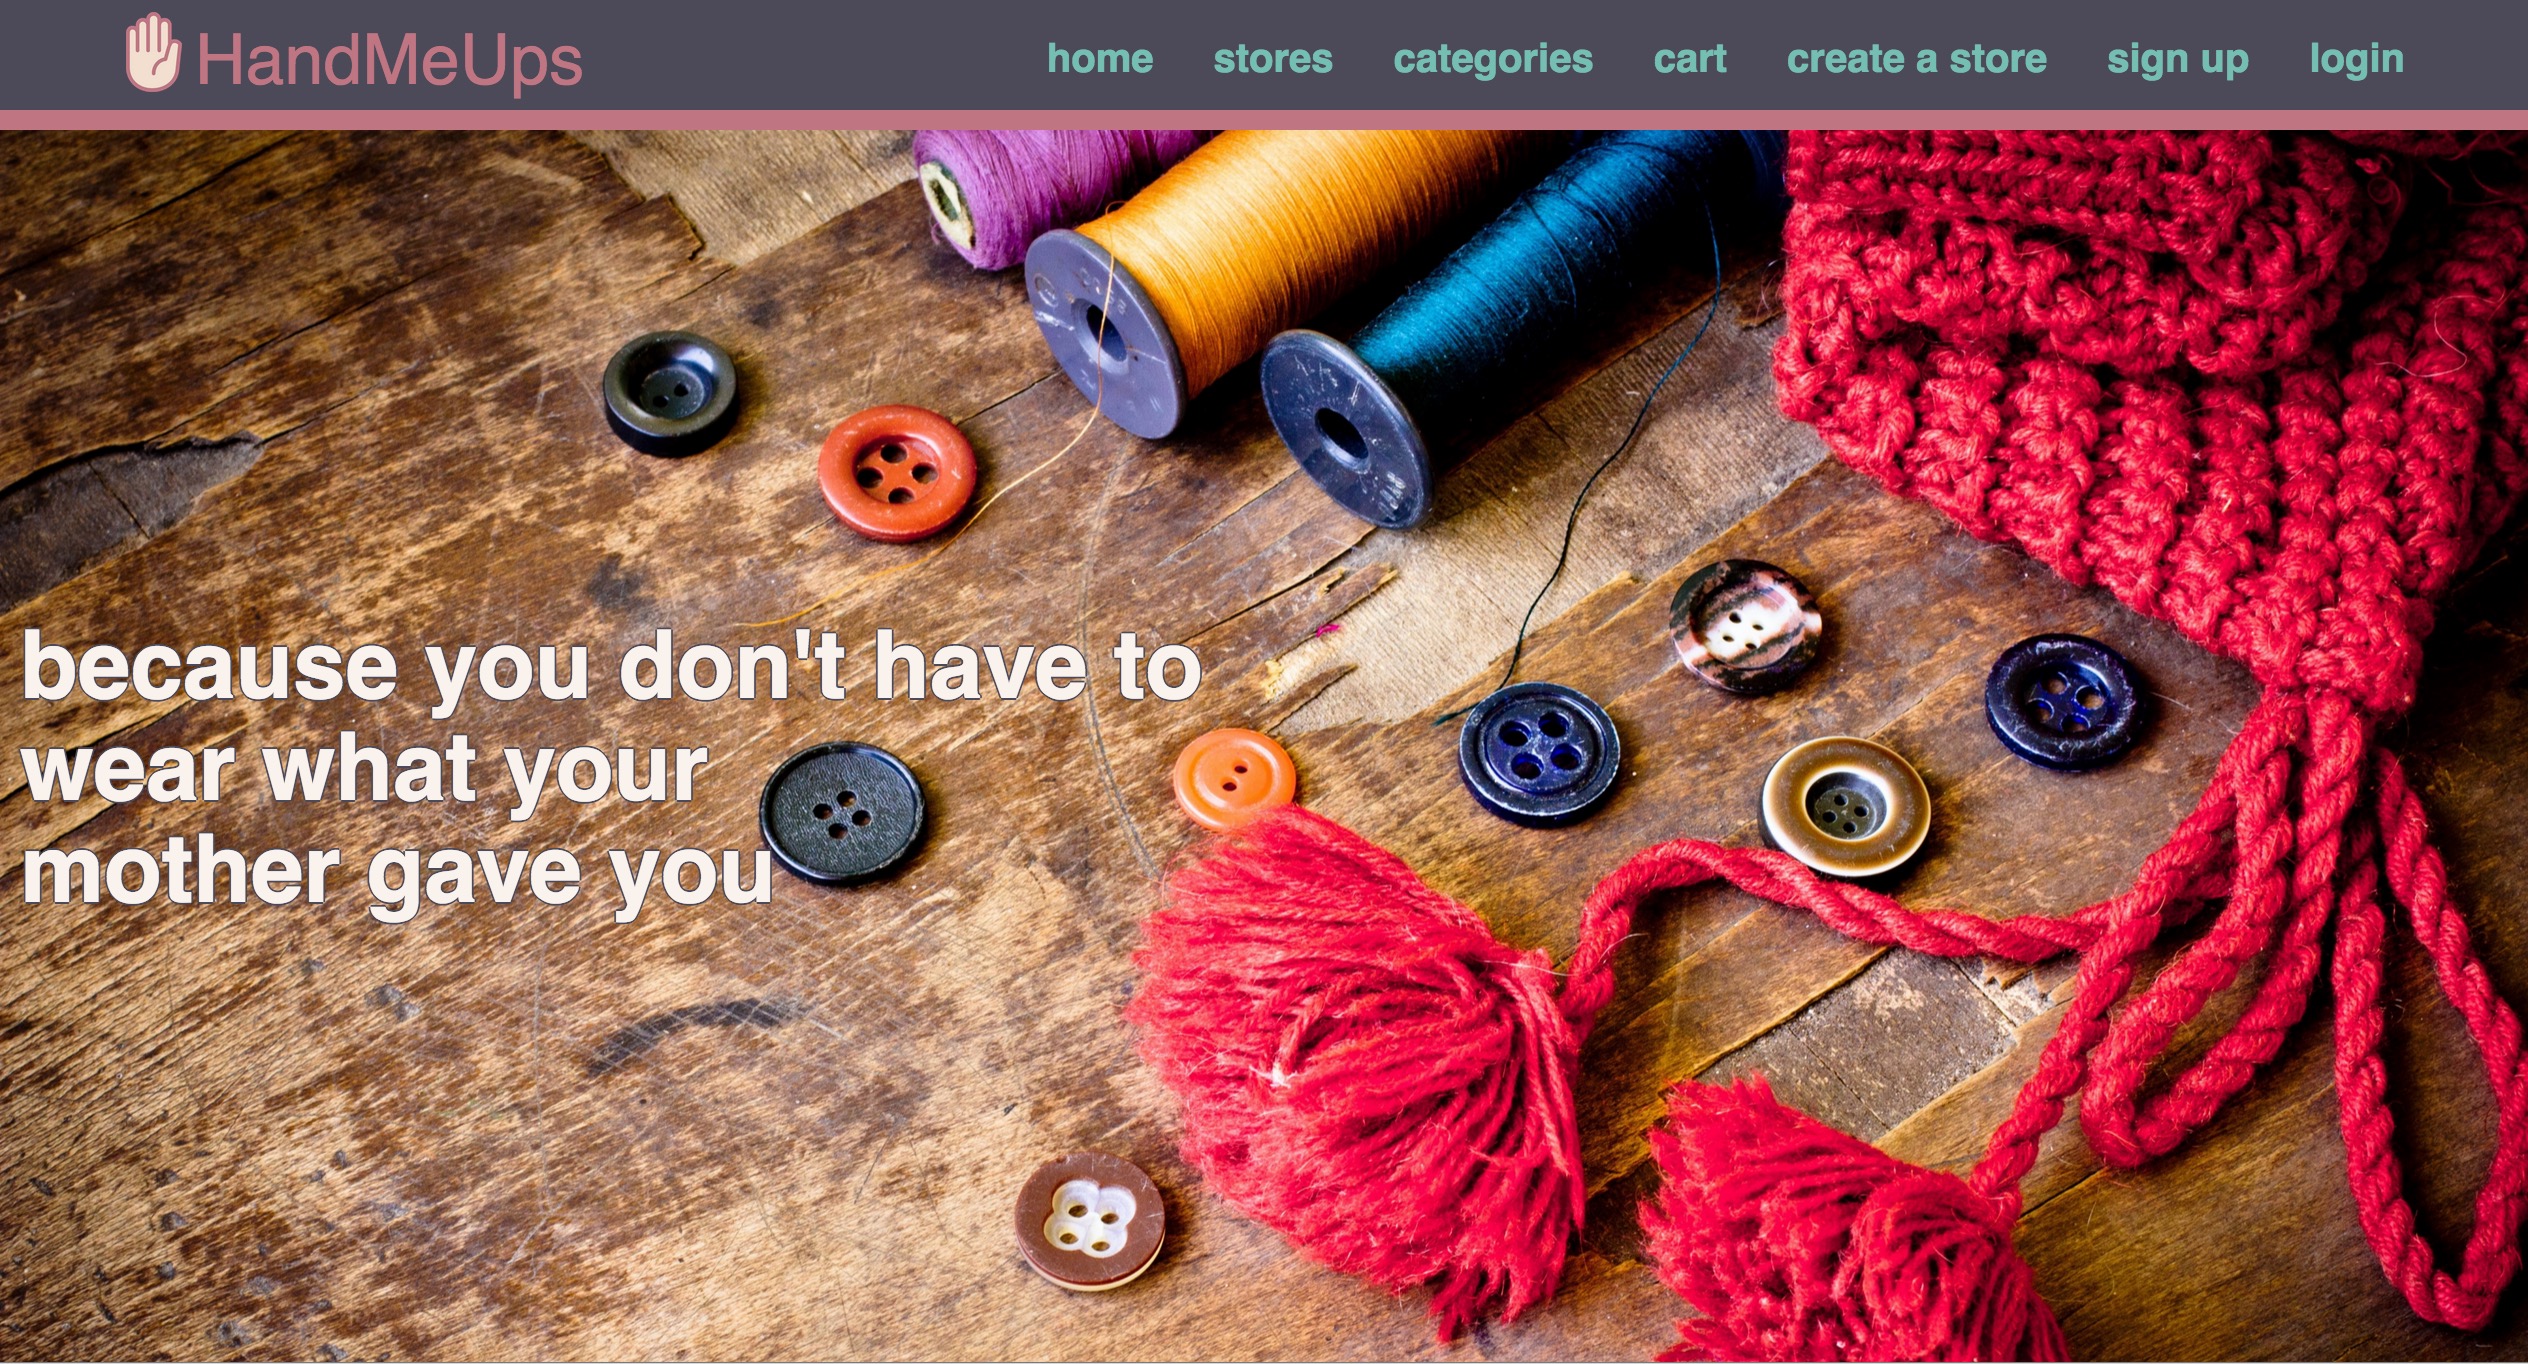 HandMeUps
home stores categories cart create a store sign up login
because you don't have to
wear what your
mother gave you